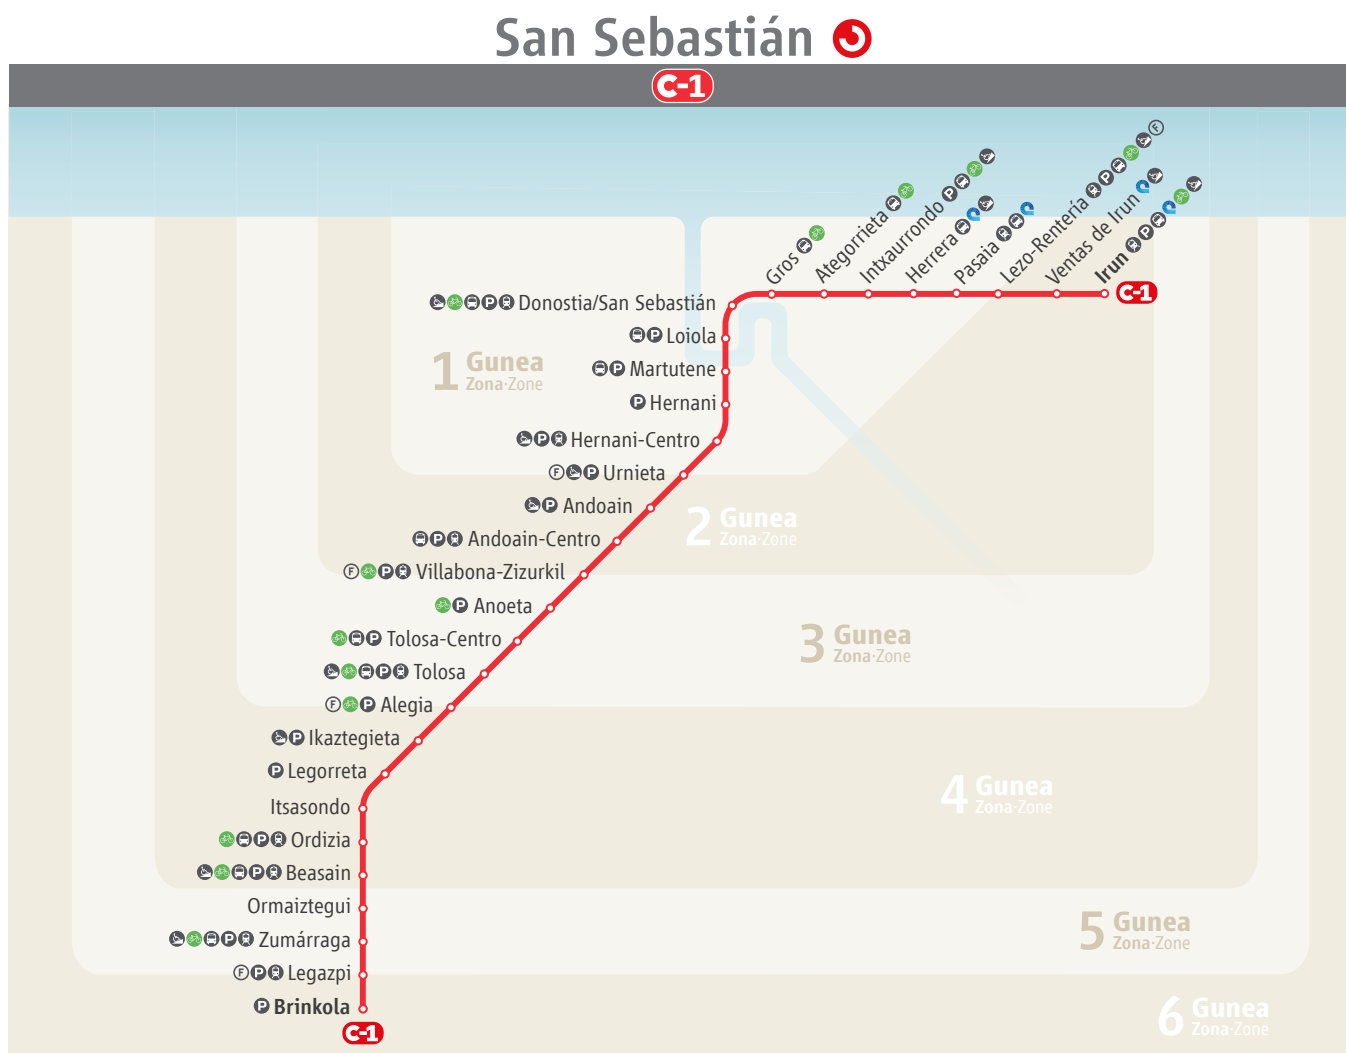 San Sebastián
C-1
Gros
Ategorrieta
Intxaurrondo P
Herrera
Pasaia
Lezo-Rentería P F
Ventas de Irun
Irun P
C-1
P Donostia/San Sebastián
P Loiola
P Martutene
P Hernani
P Hernani-Centro
F P Urnieta
P Andoain
P Andoain-Centro
F P Villabona-Zizurkil
P Anoeta
P Tolosa-Centro
P Tolosa
F P Alegia
P Ikaztegieta
P Legorreta
Itsasondo
P Ordizia
P Beasain
Ormaiztegui
P Zumárraga
F P Legazpi
P Brinkola
C-1
1 Gunea
Zona·Zone
2 Gunea
Zona·Zone
3 Gunea
Zona·Zone
4 Gunea
Zona·Zone
5 Gunea
Zona·Zone
6 Gunea
Zona·Zone